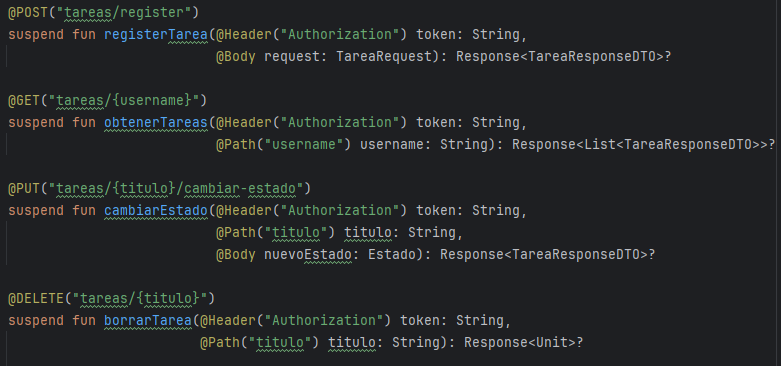 @POST("tareas/register")
suspend fun registerTarea(@Header("Authorization") token: String,
@Body request: TareaRequest): Response<TareaResponseDTO>?
@GET("tareas/{username}")
suspend fun obtenerTareas(@Header("Authorization") token: String,
@Path("username") username: String): Response<List<TareaResponseDTO>>?
@PUT("tareas/{titulo}/cambiar-estado")
suspend fun cambiarEstado(@Header("Authorization") token: String,
@Path("titulo") titulo: String,
@Body nuevoEstado: Estado): Response<TareaResponseDTO>?
@DELETE("tareas/{titulo}")
suspend fun borrarTarea(@Header("Authorization") token: String,
@Path("titulo") titulo: String): Response<Unit>?